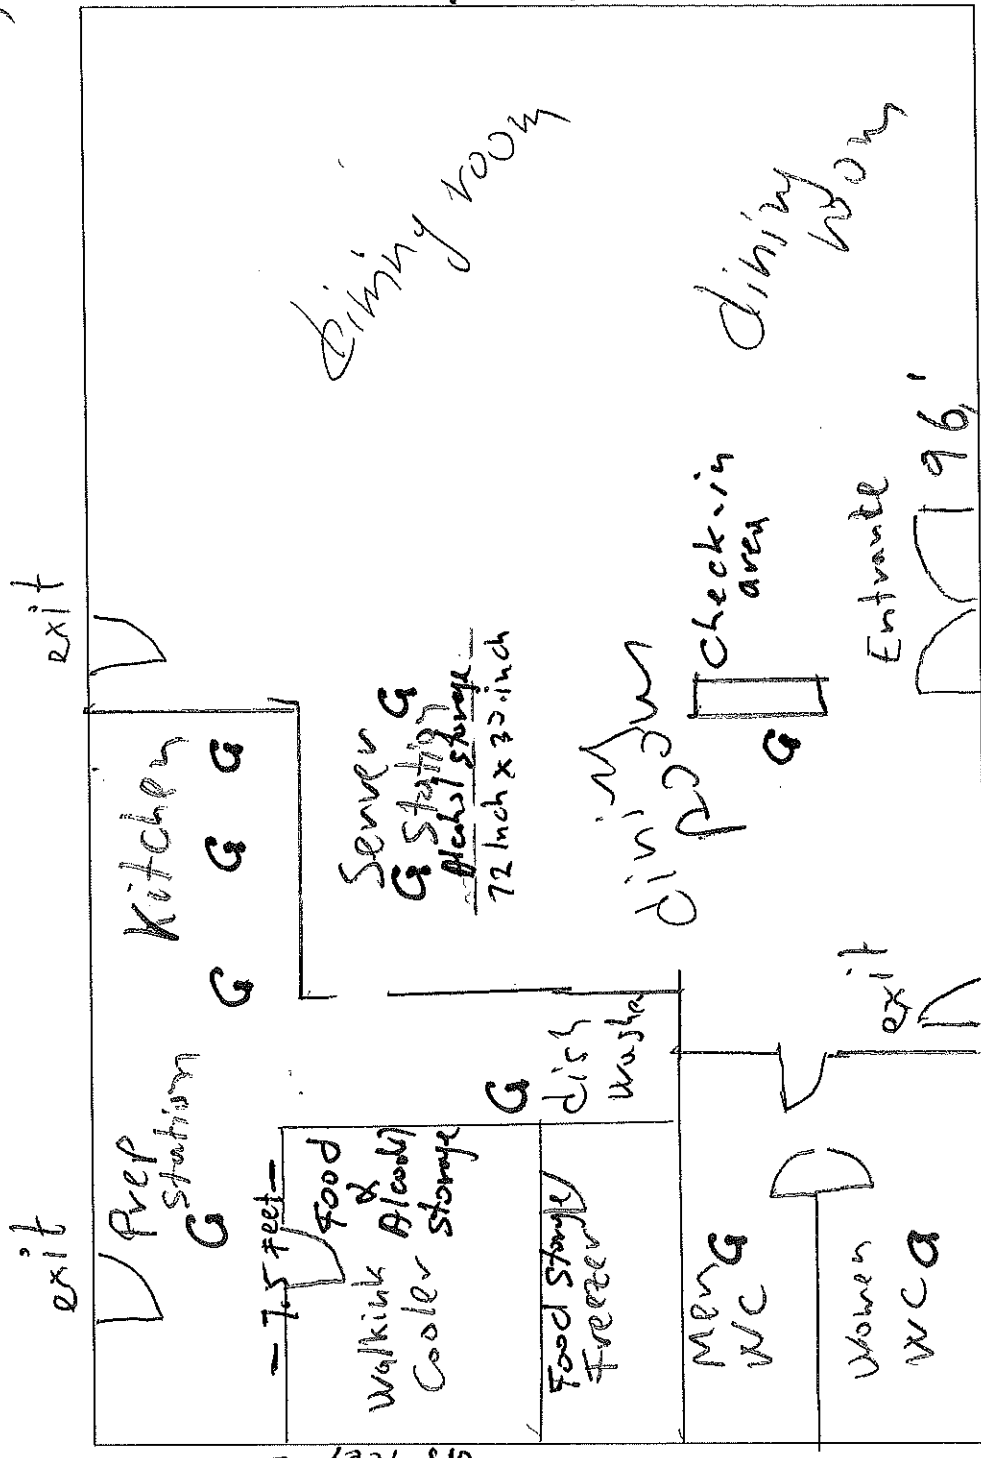 exit
exit
Prep
station
G
Kitchen
G
G
G
- 7.5 Feet -
Food
&
Alcohol
storage
Walkink
Cooler
Server
G Station G
Alcohol storage
72 Inch x 30 inch
dining room
G
dish
washer
Food Storage
Freezer
dining
room
Check-in
area
G
dining
room
Men G
WC
Women
WC G
exit
Entrance
96'